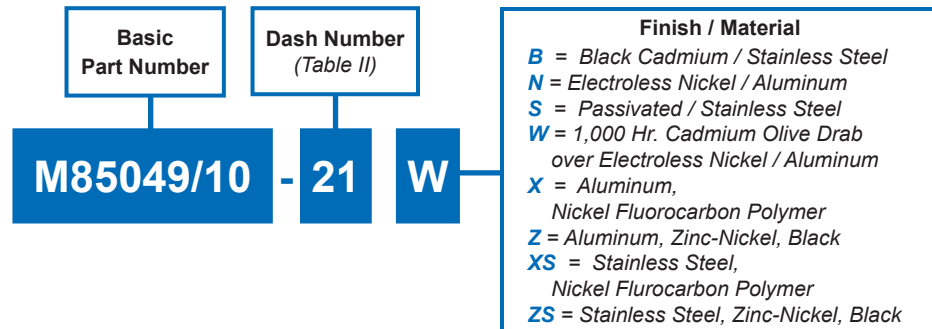 Basic
Part Number
Dash Number
(Table II)
M85049/10 - 21 W
Finish / Material
B = Black Cadmium / Stainless Steel
N = Electroless Nickel / Aluminum
S = Passivated / Stainless Steel
W = 1,000 Hr. Cadmium Olive Drab
over Electroless Nickel / Aluminum
X = Aluminum,
Nickel Fluorocarbon Polymer
Z = Aluminum, Zinc-Nickel, Black
XS = Stainless Steel,
Nickel Flurocarbon Polymer
ZS = Stainless Steel, Zinc-Nickel, Black